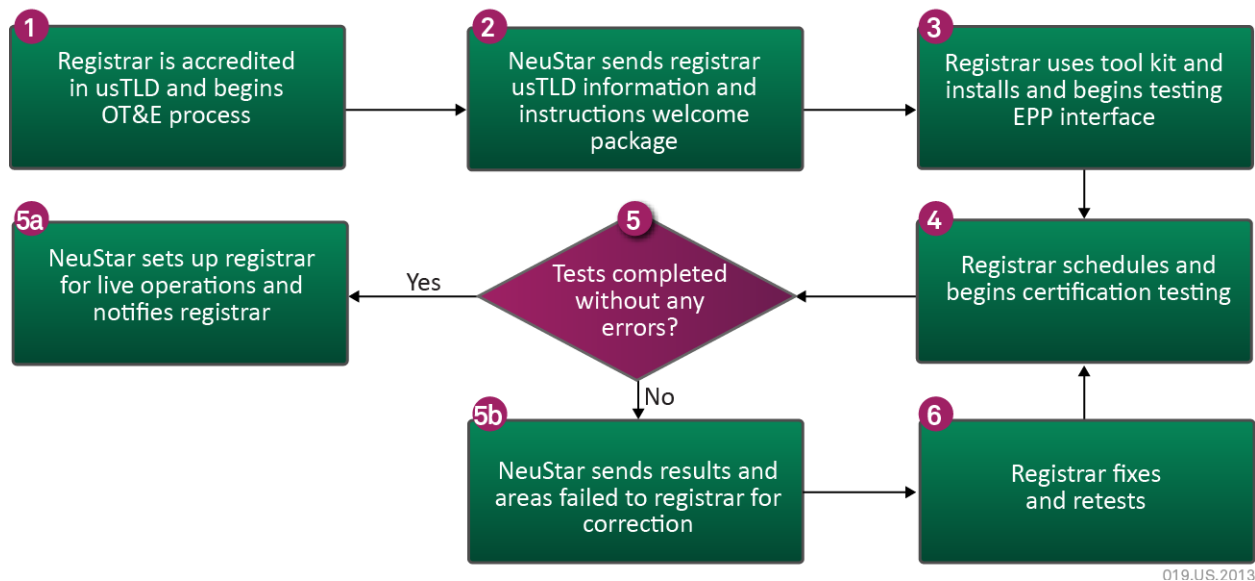 1
Registrar is accredited
in usTLD and begins
OT&E process
2
NeuStar sends registrar
usTLD information and
instructions welcome
package
3
Registrar uses tool kit and
installs and begins testing
EPP interface
4
Registrar schedules and
begins certification testing
5
Tests completed
without any
errors?
Yes
5a
NeuStar sets up registrar
for live operations and
notifies registrar
No
5b
NeuStar sends results and
areas failed to registrar for
correction
6
Registrar fixes
and retests
019.US.2013